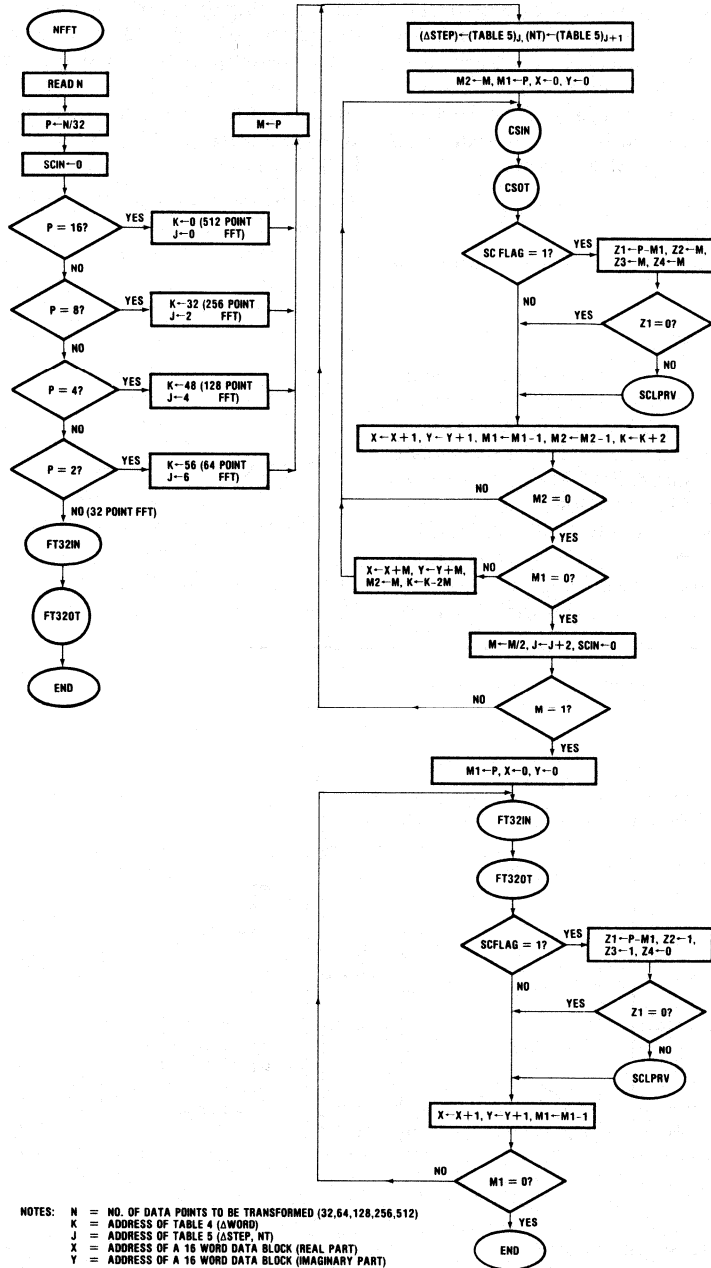 NFFT
READ N
P←N/32
SCIN←0
P = 16?
YES
K←0 (512 POINT
J←0 FFT)
NO
P = 8?
YES
K←32 (256 POINT
J←2 FFT)
NO
P = 4?
YES
K←48 (128 POINT
J←4 FFT)
NO
P = 2?
YES
K←56 (64 POINT
J←6 FFT)
NO (32 POINT FFT)
FT32IN
FT32OT
END
M←P
(ΔSTEP)←(TABLE 5)J, (NT)←(TABLE 5)J+1
M2←M, M1←P, X←0, Y←0
CSIN
CSOT
SC FLAG = 1?
YES
Z1←P-M1, Z2←M,
Z3←M, Z4←M
NO
YES
Z1=0?
NO
SCLPRV
X←X+1, Y←Y+1, M1←M1-1, M2←M2-1, K←K+2
NO
M2 = 0
YES
X←X+M, Y←Y+M,
M2←M, K←K-2M
NO
M1 = 0?
YES
M←M/2, J←J+2, SCIN←0
NO
M = 1?
YES
M1←P, X←0, Y←0
FT32IN
FT32OT
SCFLAG = 1?
YES
Z1←P-M1, Z2←1,
Z3←1, Z4←0
NO
YES
Z1 = 0?
NO
SCLPRV
X←X+1, Y←Y+1, M1←M1-1
NO
M1 = 0?
YES
END
NOTES: N = NO. OF DATA POINTS TO BE TRANSFORMED (32,64,128,256,512)
K = ADDRESS OF TABLE 4 (ΔWORD)
J = ADDRESS OF TABLE 5 (ΔSTEP, NT)
X = ADDRESS OF A 16 WORD DATA BLOCK (REAL PART)
Y = ADDRESS OF A 16 WORD DATA BLOCK (IMAGINARY PART)